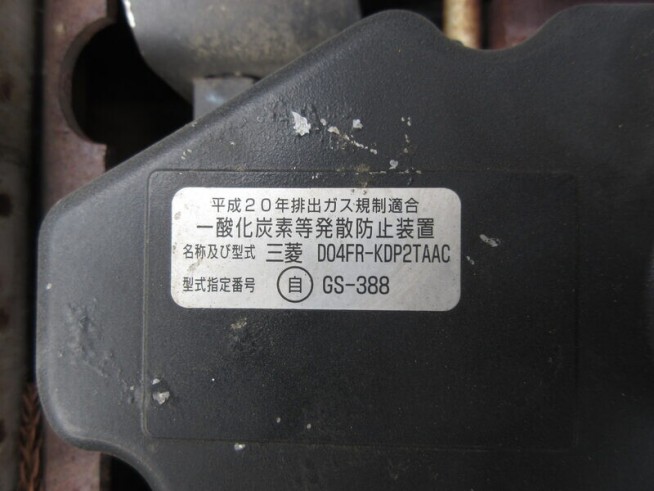 平成20年排出ガス規制適合
一酸化炭素等発散防止装置
名称及び型式 三菱 D04FR-KDP2TAAC
型式指定番号 自 GS-388